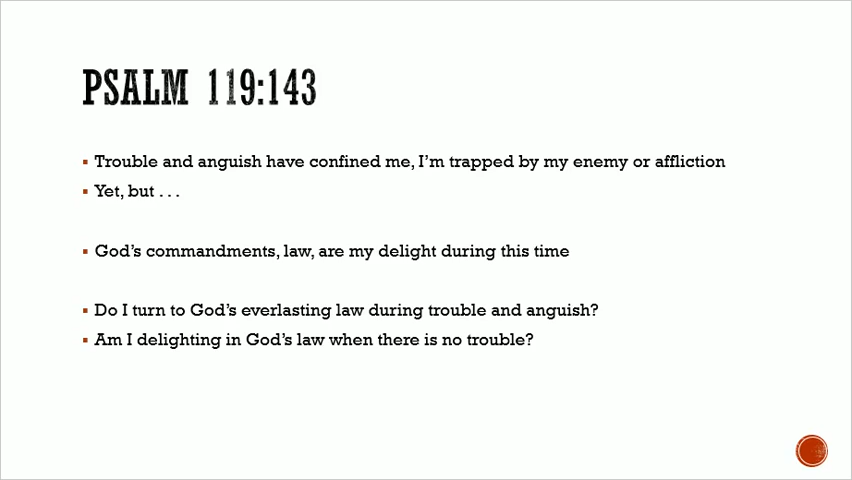 PSALM 119:143
▪ Trouble and anguish have confined me, I’m trapped by my enemy or affliction
▪ Yet, but . . .
▪ God’s commandments, law, are my delight during this time
▪ Do I turn to God’s everlasting law during trouble and anguish?
▪ Am I delighting in God’s law when there is no trouble?